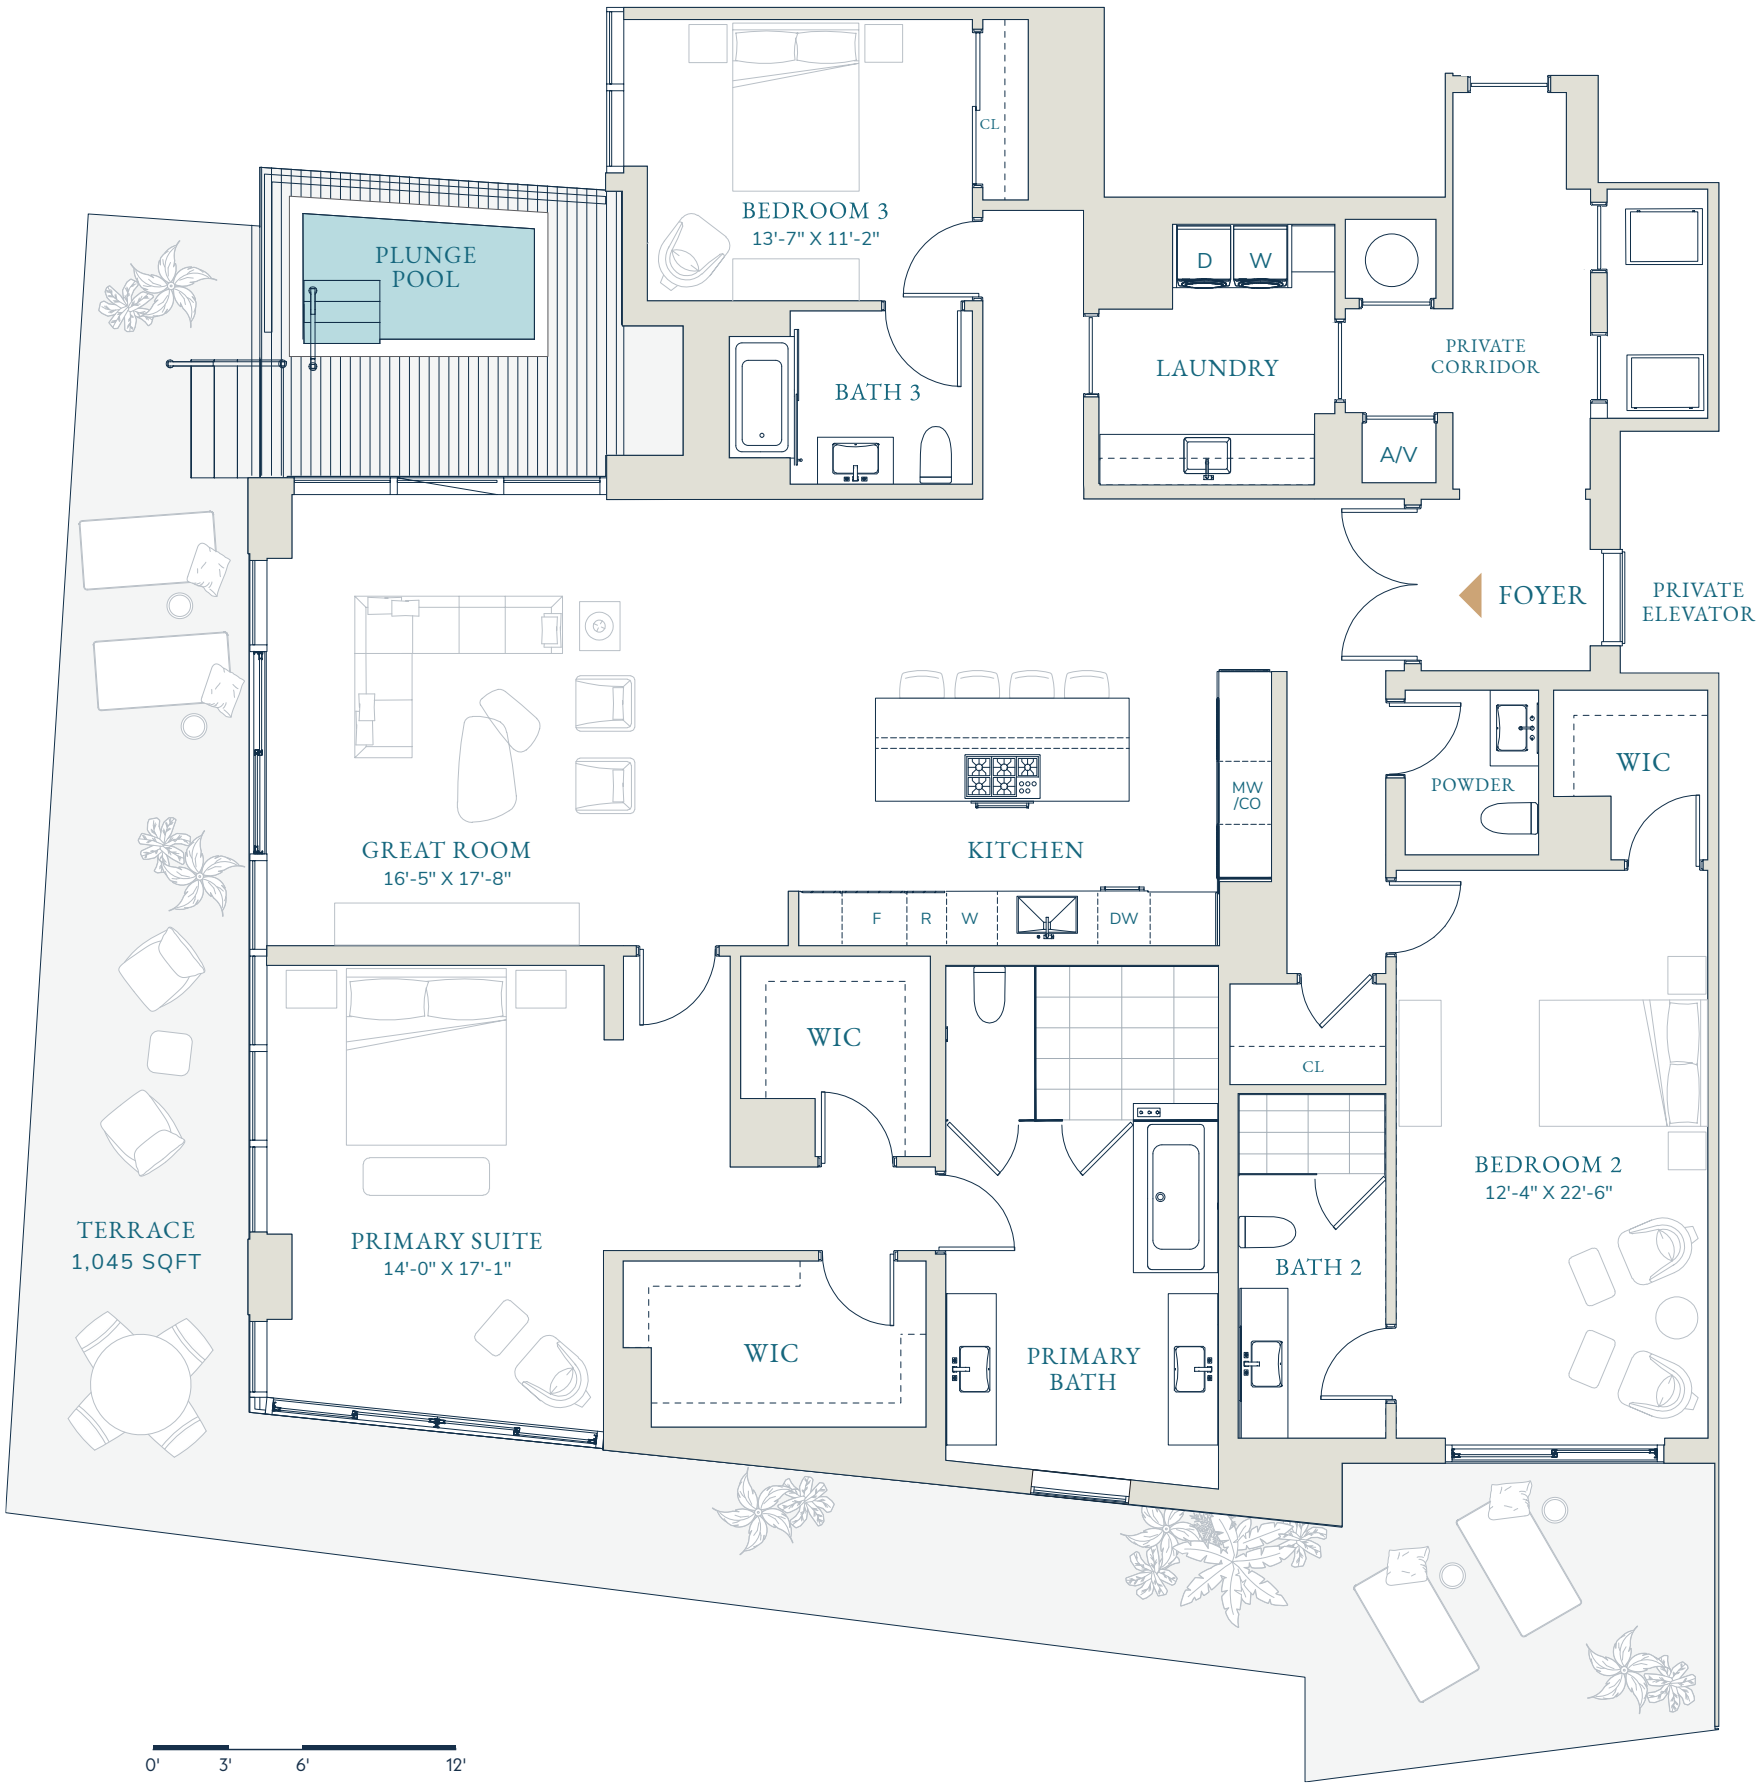 CL
BEDROOM 3
13'-7" X 11'-2"
PLUNGE
POOL
D
W
PRIVATE
CORRIDOR
LAUNDRY
BATH 3
A/V
FOYER
PRIVATE
ELEVATOR
WIC
POWDER
MW
/CO
GREAT ROOM
16'-5" X 17'-8"
KITCHEN
F
R
W
DW
WIC
CL
BEDROOM 2
12'-4" X 22'-6"
TERRACE
1,045 SQFT
PRIMARY SUITE
14'-0" X 17'-1"
BATH 2
WIC
PRIMARY
BATH
0'
3'
6'
12'